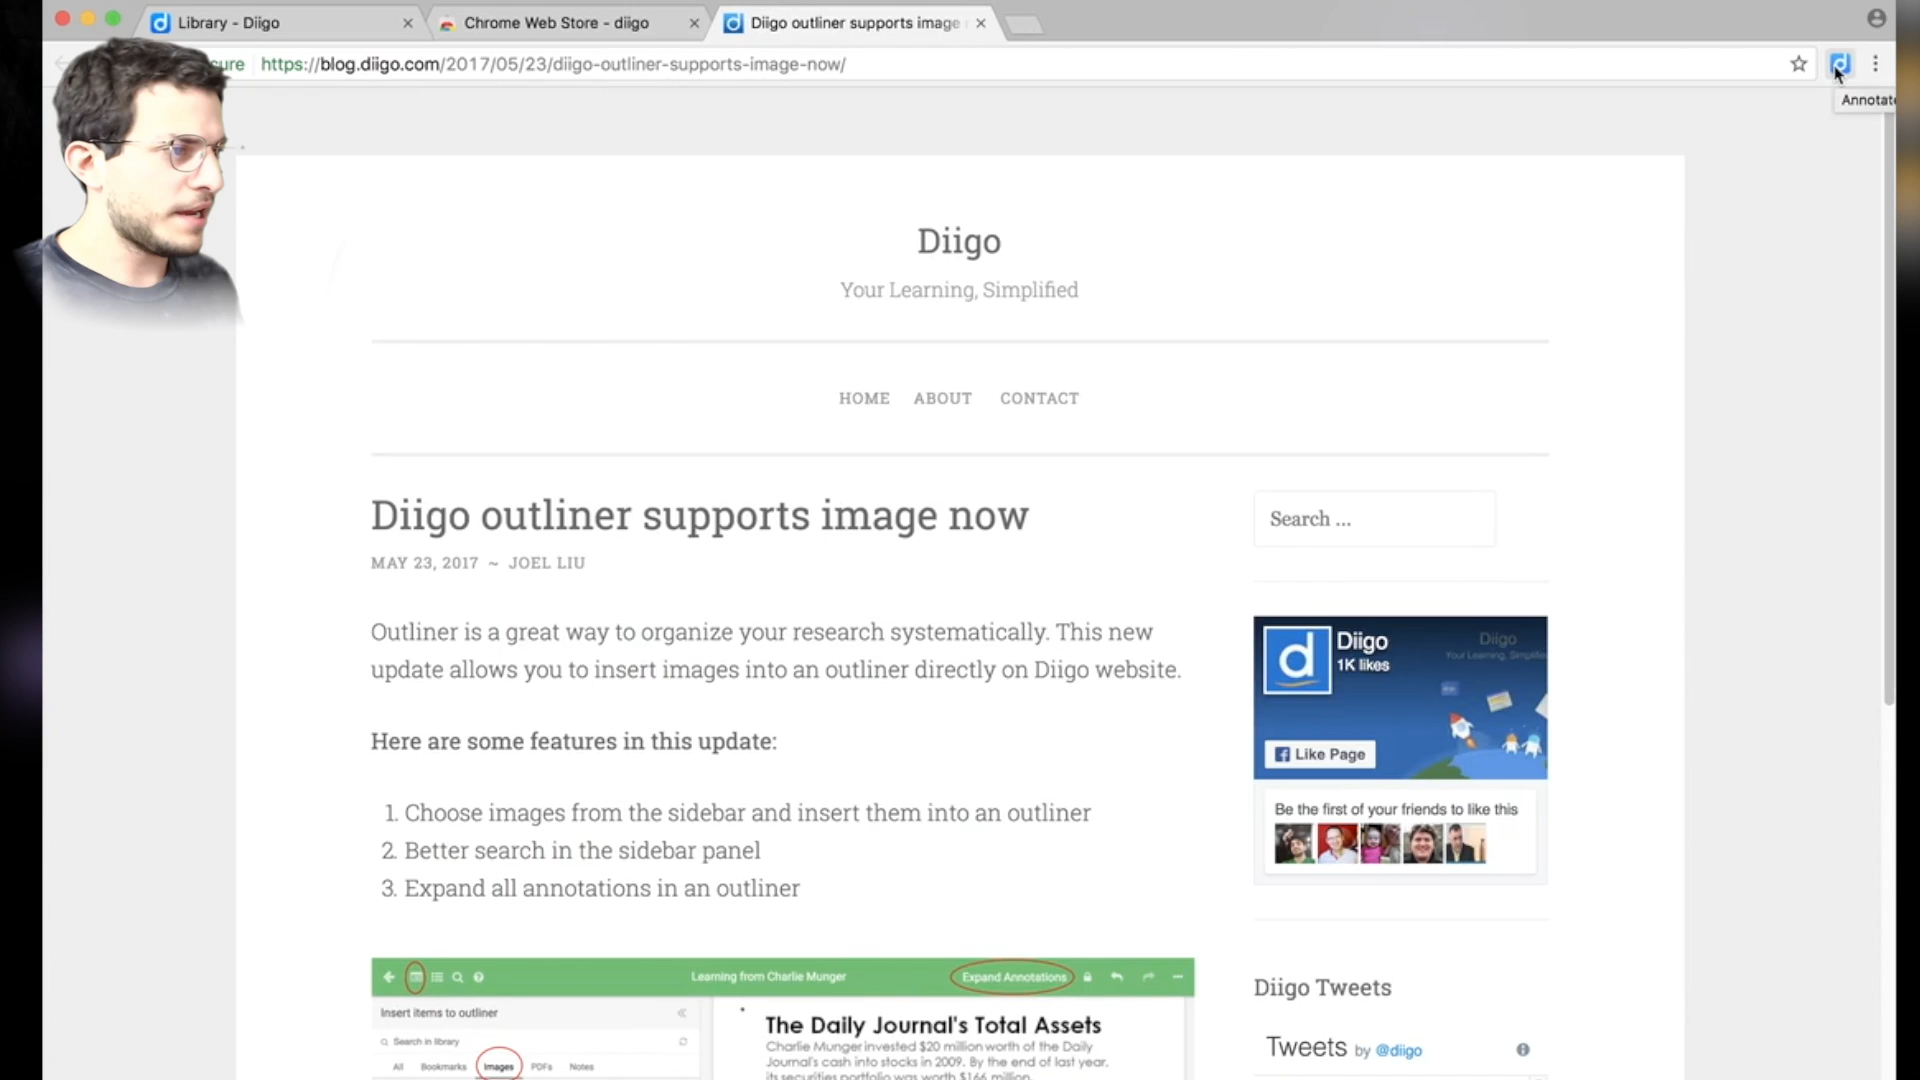 Library - Diigo
Chrome Web Store - diigo
Diigo outliner supports image
https://blog.diigo.com/2017/05/23/diigo-outliner-supports-image-now/
Annotate
Diigo
Your Learning, Simplified
HOME ABOUT CONTACT
Diigo outliner supports image now
MAY 23, 2017 ~ JOEL LIU
Outliner is a great way to organize your research systematically. This new
update allows you to insert images into an outliner directly on Diigo website.
Here are some features in this update:
1. Choose images from the sidebar and insert them into an outliner
2. Better search in the sidebar panel
3. Expand all annotations in an outliner
Learning from Charlie Munger
Expand Annotations
Insert items to outliner
Search in library
All Bookmarks Images PDFs Notes
The Daily Journal's Total Assets
Charlie Munger invested $20 million worth of the Daily
Journal's cash into stocks in 2009. By the end of last year,
its securities portfolio was worth $166 million.
Search ...
Diigo
1K likes
Diigo
Your Learning, Simplifie
Like Page
Be the first of your friends to like this
Diigo Tweets
Tweets by @diigo